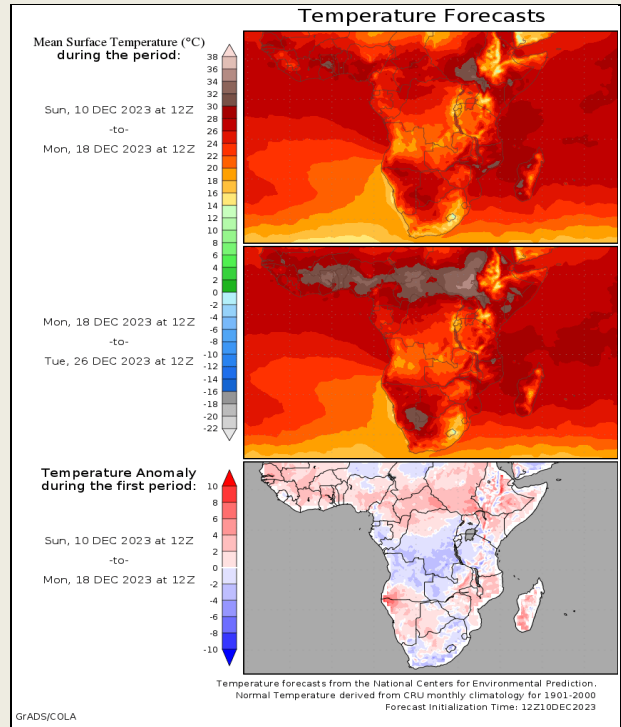 Temperature Forecasts
Mean Surface Temperature (°C)
during the period:
Sun, 10 DEC 2023 at 12Z
-to-
Mon, 18 DEC 2023 at 12Z
38
36
34
32
30
28
26
24
22
20
18
16
14
12
10
8
6
4
2
0
-2
-4
-6
-8
-10
-12
-14
-16
-18
-20
-22
Mon, 18 DEC 2023 at 12Z
-to-
Tue, 26 DEC 2023 at 12Z
Temperature Anomaly
during the first period:
Sun, 10 DEC 2023 at 12Z
-to-
Mon, 18 DEC 2023 at 12Z
10
8
6
4
2
0
-2
-4
-6
-8
-10
Temperature forecasts from the National Centers for Environmental Prediction.
Normal Temperature derived from CRU monthly climatology for 1901-2000
Forecast Initialization Time: 12Z10DEC2023
GrADS/COLA